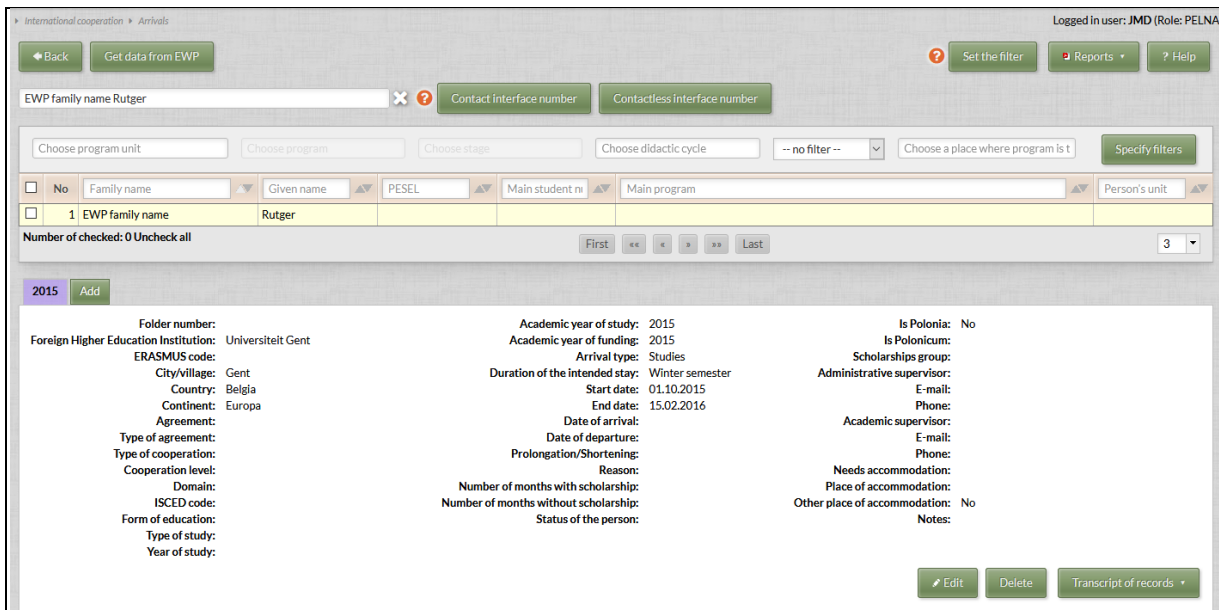 International cooperation Arrivals
Logged in user: JMD (Role: PELNA
Back Get data from EWP
? Set the filter Reports ? Help
EWP family name Rutger ? Contact interface number Contactless interface number
Choose program unit Choose program Choose stage Choose didactic cycle -- no filter -- Choose a place where program is t Specify filters
No Family name Given name PESEL Main student nu Main program Person's unit
1 EWP family name Rutger
Number of checked: 0 Uncheck all First «« « » »» Last 3
2015 Add
Folder number: Academic year of study: 2015 Is Polonia: No
Foreign Higher Education Institution: Universiteit Gent Academic year of funding: 2015 Is Polonicum:
ERASMUS code: Arrival type: Studies Scholarships group:
City/village: Gent Duration of the intended stay: Winter semester Administrative supervisor:
Country: Belgia Start date: 01.10.2015 E-mail:
Continent: Europa End date: 15.02.2016 Phone:
Agreement: Date of arrival: Academic supervisor:
Type of agreement: Date of departure: E-mail:
Type of cooperation: Prolongation/Shortening: Phone:
Cooperation level: Reason: Needs accommodation:
Domain: Number of months with scholarship: Place of accommodation:
ISCED code: Number of months without scholarship: Other place of accommodation: No
Form of education: Status of the person: Notes:
Type of study:
Year of study:
Edit Delete Transcript of records